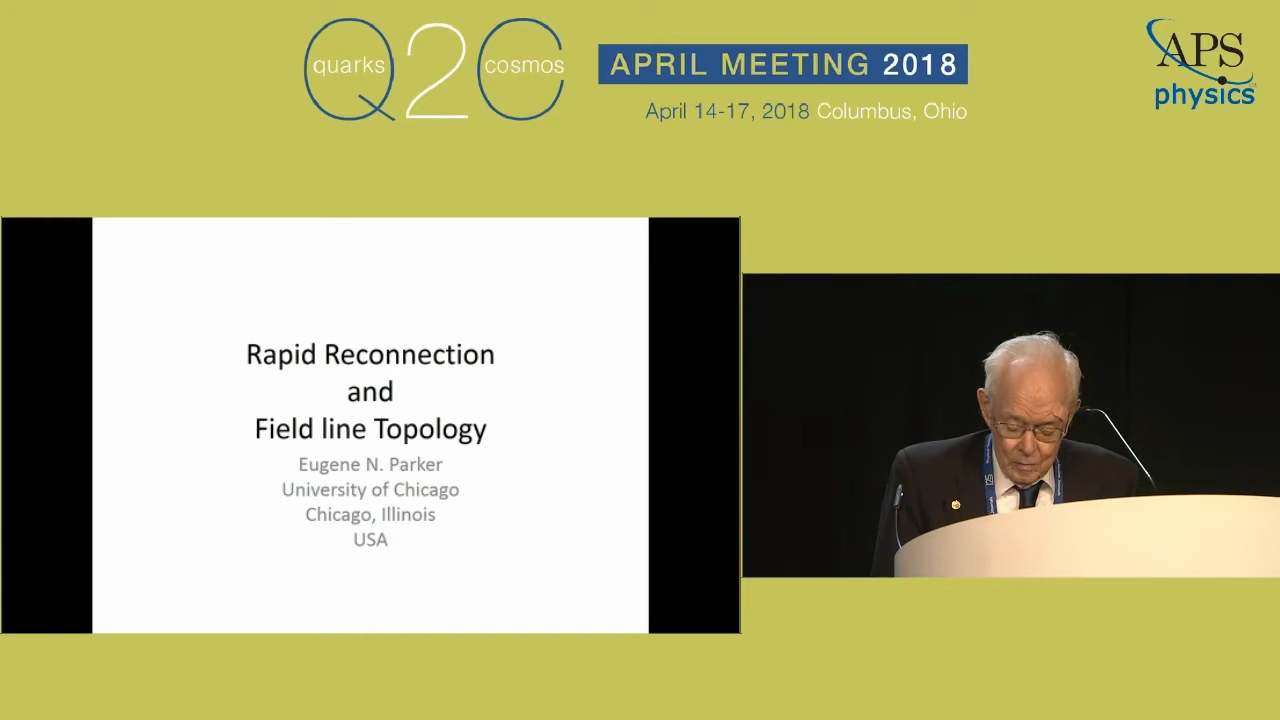 quarks Q2C cosmos
APRIL MEETING 2018
April 14-17, 2018 Columbus, Ohio
APS
physics
Rapid Reconnection
and
Field line Topology
Eugene N. Parker
University of Chicago
Chicago, Illinois
USA